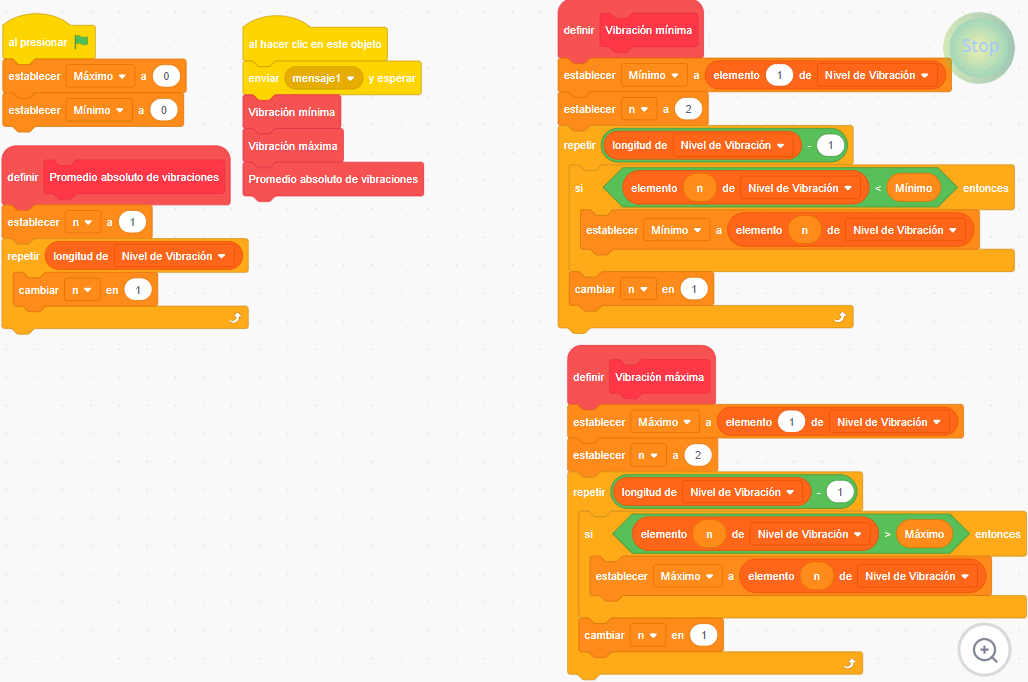 al presionar
establecer Máximo a 0
establecer Mínimo a 0
definir Promedio absoluto de vibraciones
establecer n a 1
repetir longitud de Nivel de Vibración
cambiar n en 1
al hacer clic en este objeto
enviar mensaje1 y esperar
Vibración mínima
Vibración máxima
Promedio absoluto de vibraciones
definir Vibración mínima
establecer Mínimo a elemento 1 de Nivel de Vibración
establecer n a 2
repetir longitud de Nivel de Vibración - 1
si elemento n de Nivel de Vibración < Mínimo entonces
establecer Mínimo a elemento n de Nivel de Vibración
cambiar n en 1
Stop
definir Vibración máxima
establecer Máximo a elemento 1 de Nivel de Vibración
establecer n a 2
repetir longitud de Nivel de Vibración - 1
si elemento n de Nivel de Vibración > Máximo entonces
establecer Máximo a elemento n de Nivel de Vibración
cambiar n en 1